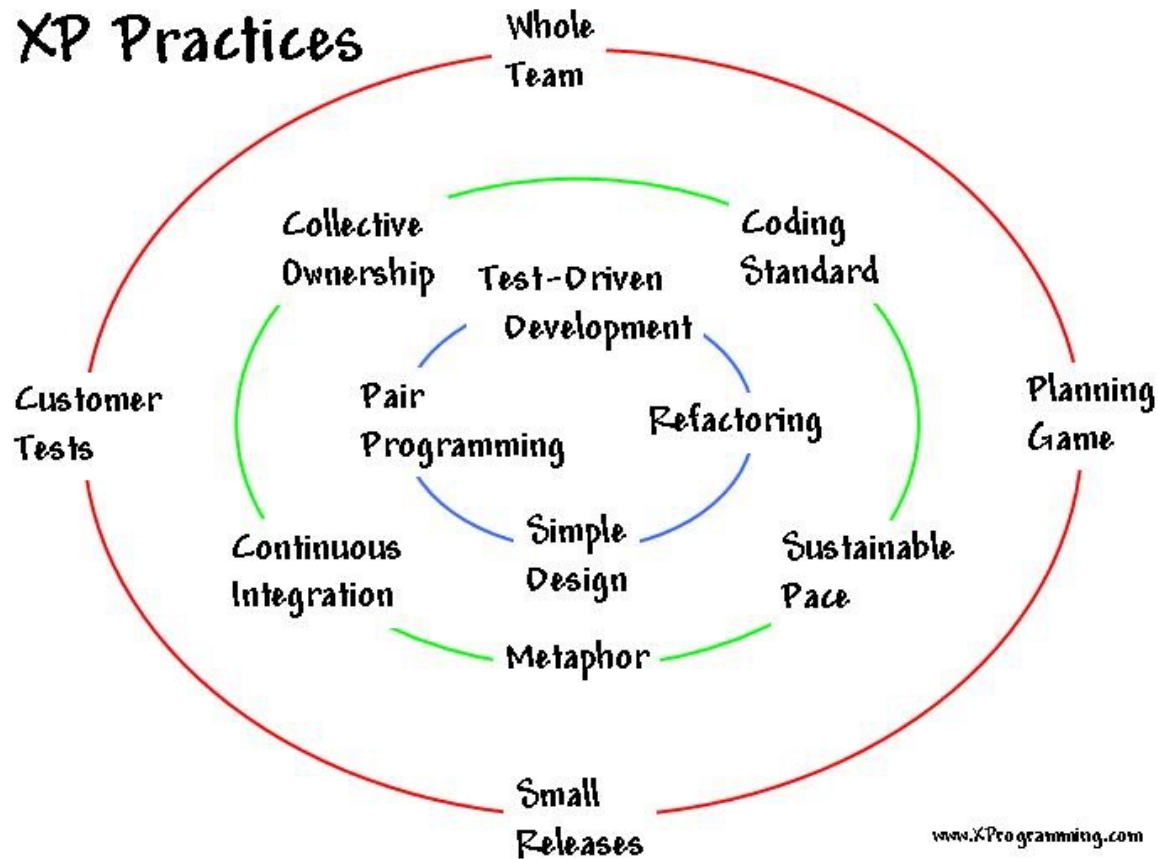 XP Practices
Whole
Team
Collective
Ownership
Coding
Standard
Test-Driven
Development
Customer
Tests
Pair
Programming
Refactoring
Planning
Game
Continuous
Integration
Simple
Design
Sustainable
Pace
Metaphor
Small
Releases
www.XProgramming.com